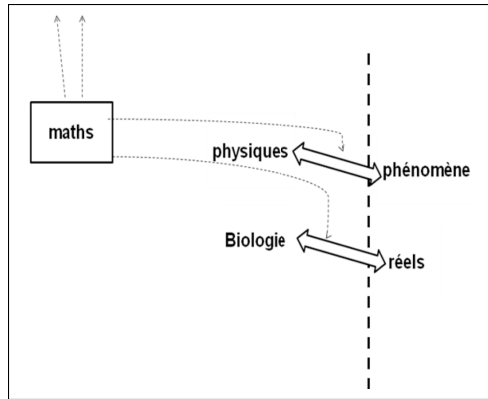 maths
physiques
phénomène
Biologie
réels